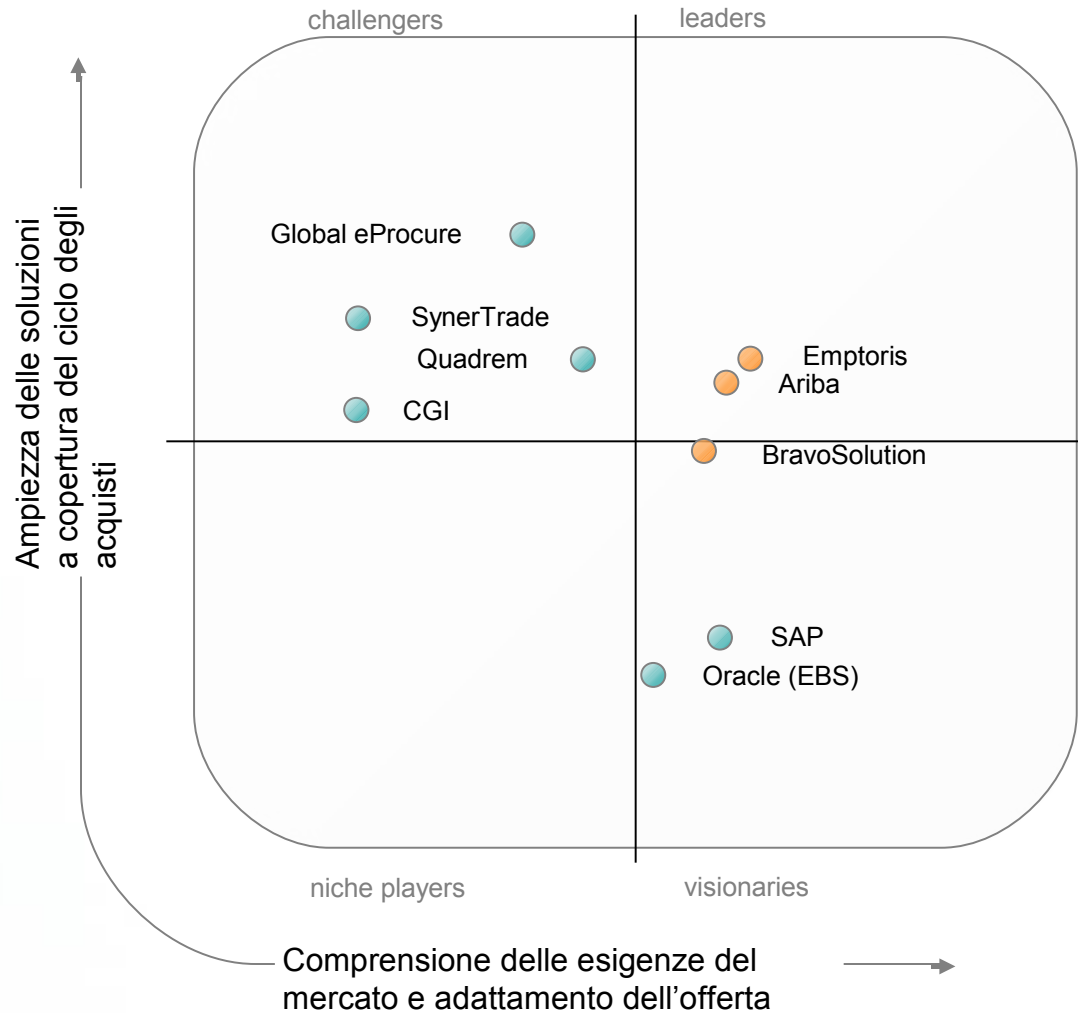 challengers
leaders
Ampiezza delle soluzioni
a copertura del ciclo degli
acquisti
Global eProcure
SynerTrade
Quadrem
CGI
Emptoris
Ariba
BravoSolution
SAP
Oracle (EBS)
niche players
visionaries
Comprensione delle esigenze del
mercato e adattamento dell’offerta